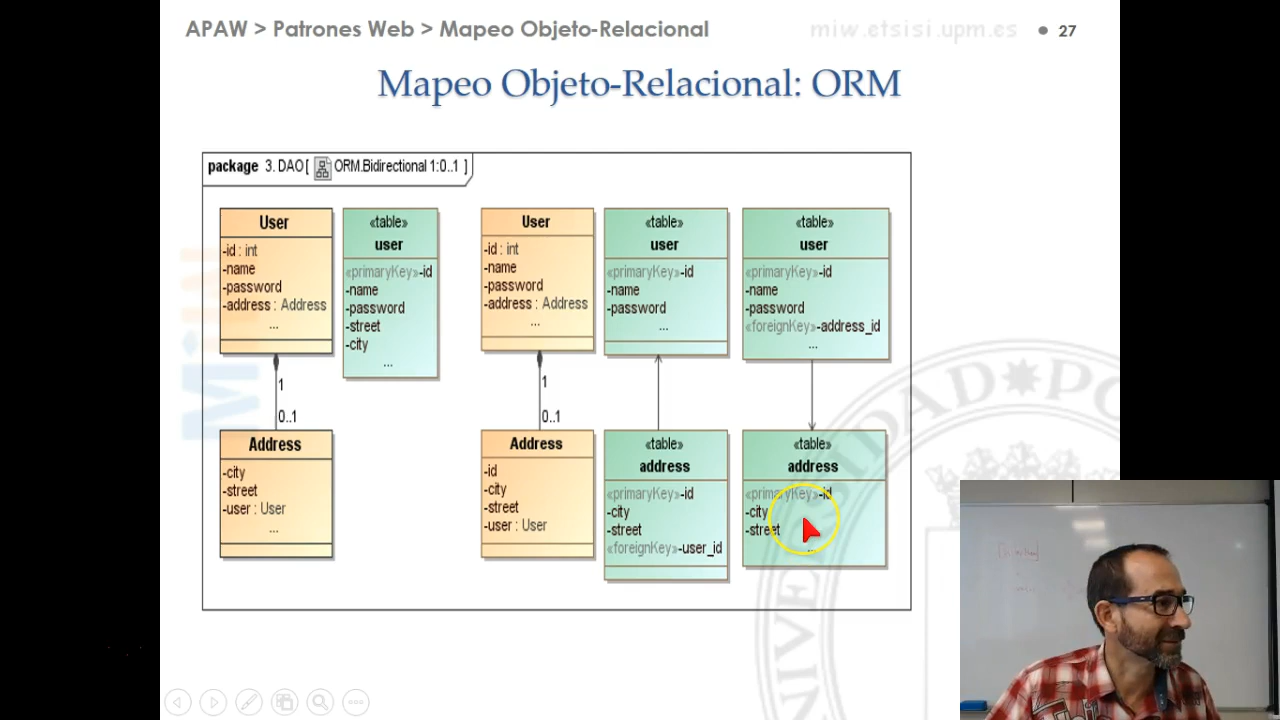 APAW > Patrones Web > Mapeo Objeto-Relacional
miw.etsisi.upm.es
27
Mapeo Objeto-Relacional: ORM
package 3. DAO[ ORM.Bidirectional 1:0..1 ]
User
-id : int
-name
-password
-address : Address
...
1
0..1
Address
-city
-street
-user : User
...
«table»
user
«primaryKey»-id
-name
-password
-street
-city
...
User
-id : int
-name
-password
-address : Address
...
1
0..1
Address
-id
-city
-street
-user : User
«table»
user
«primaryKey»-id
-name
-password
...
«table»
address
«primaryKey»-id
-city
-street
«foreignKey»-user_id
«table»
user
«primaryKey»-id
-name
-password
«foreignKey»-address_id
...
«table»
address
«primaryKey»-id
-city
-street
...